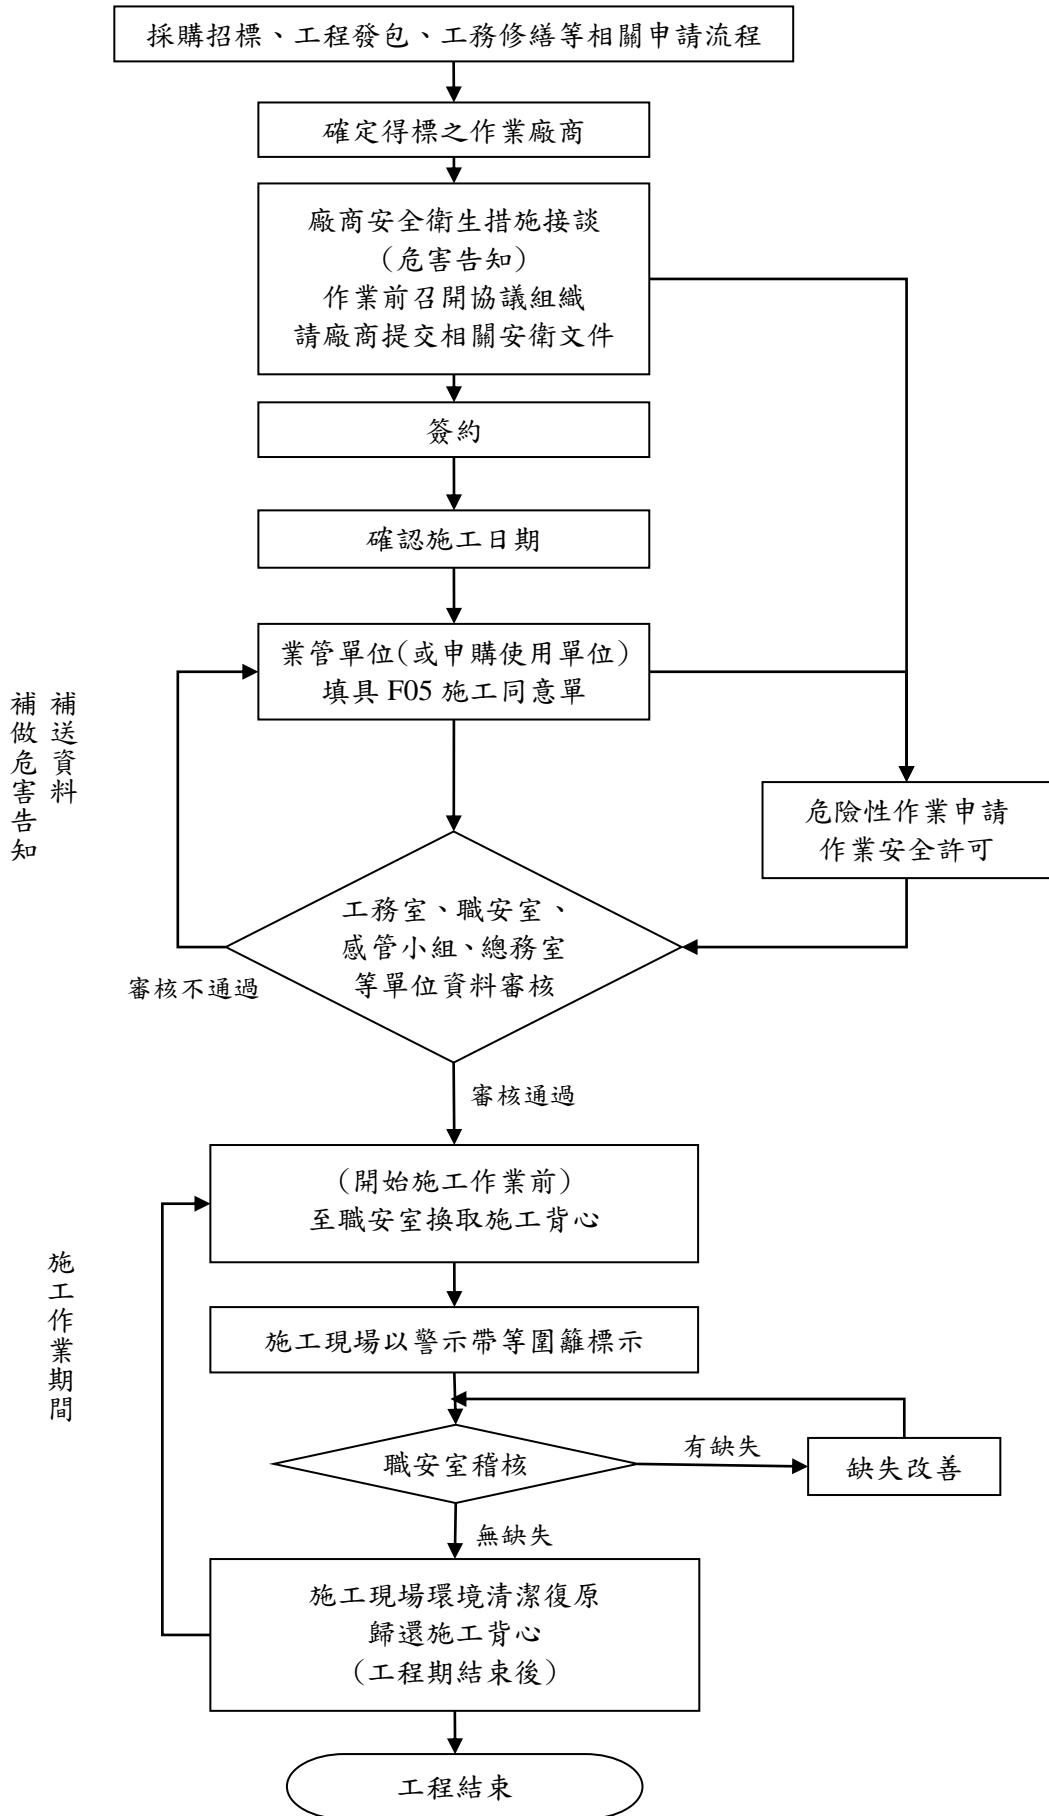 採購招標、工程發包、工務修繕等相關申請流程
確定得標之作業廠商
廠商安全衛生措施接談
(危害告知)
作業前召開協議組織
請廠商提交相關安衛文件
簽約
確認施工日期
業管單位(或申購使用單位)
填具 F05 施工同意單
補送資料
補做危害告知
危險性作業申請
作業安全許可
工務室、職安室、
感管小組、總務室
等單位資料審核
審核不通過
審核通過
(開始施工作業前)
至職安室換取施工背心
施工作業期間
施工現場以警示帶等圍籬標示
職安室稽核
有缺失
缺失改善
無缺失
施工現場環境清潔復原
歸還施工背心
(工程期結束後)
工程結束